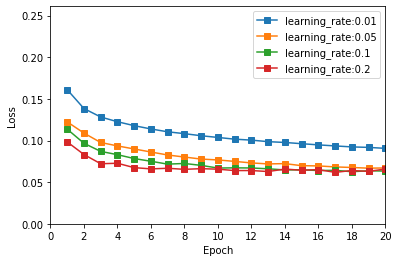 0.25
0.20
0.15
0.10
0.05
0.00
Loss
learning_rate:0.01
learning_rate:0.05
learning_rate:0.1
learning_rate:0.2
0 2 4 6 8 10 12 14 16 18 20
Epoch